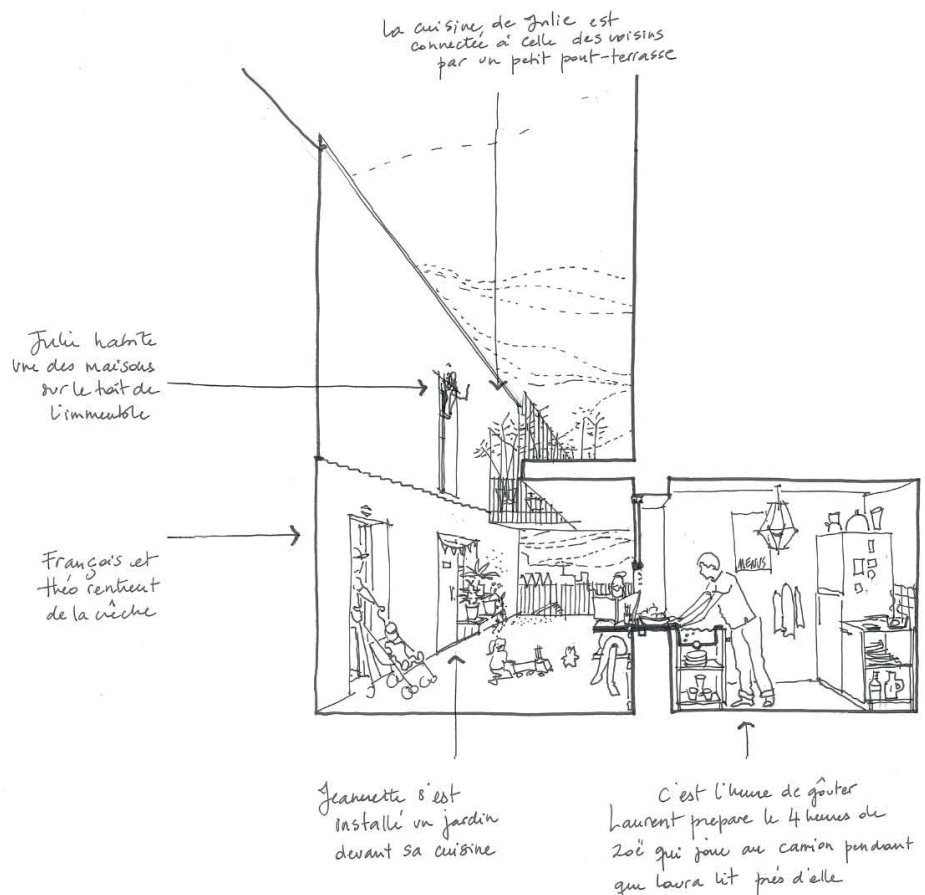 La cuisine de Julie est
connectée à celle des voisins
par un petit pont-terrasse
Julie habite
une des maisons
sur le toit de
l'immeuble
François et
théo rentrent
de la crêche
MENUS
Jeannette s'est
installé un jardin
devant sa cuisine
C'est l'heure de goûter
Laurent prepare le 4 heures de
Zoë qui joue au camion pendant
que Laura lit près d'elle